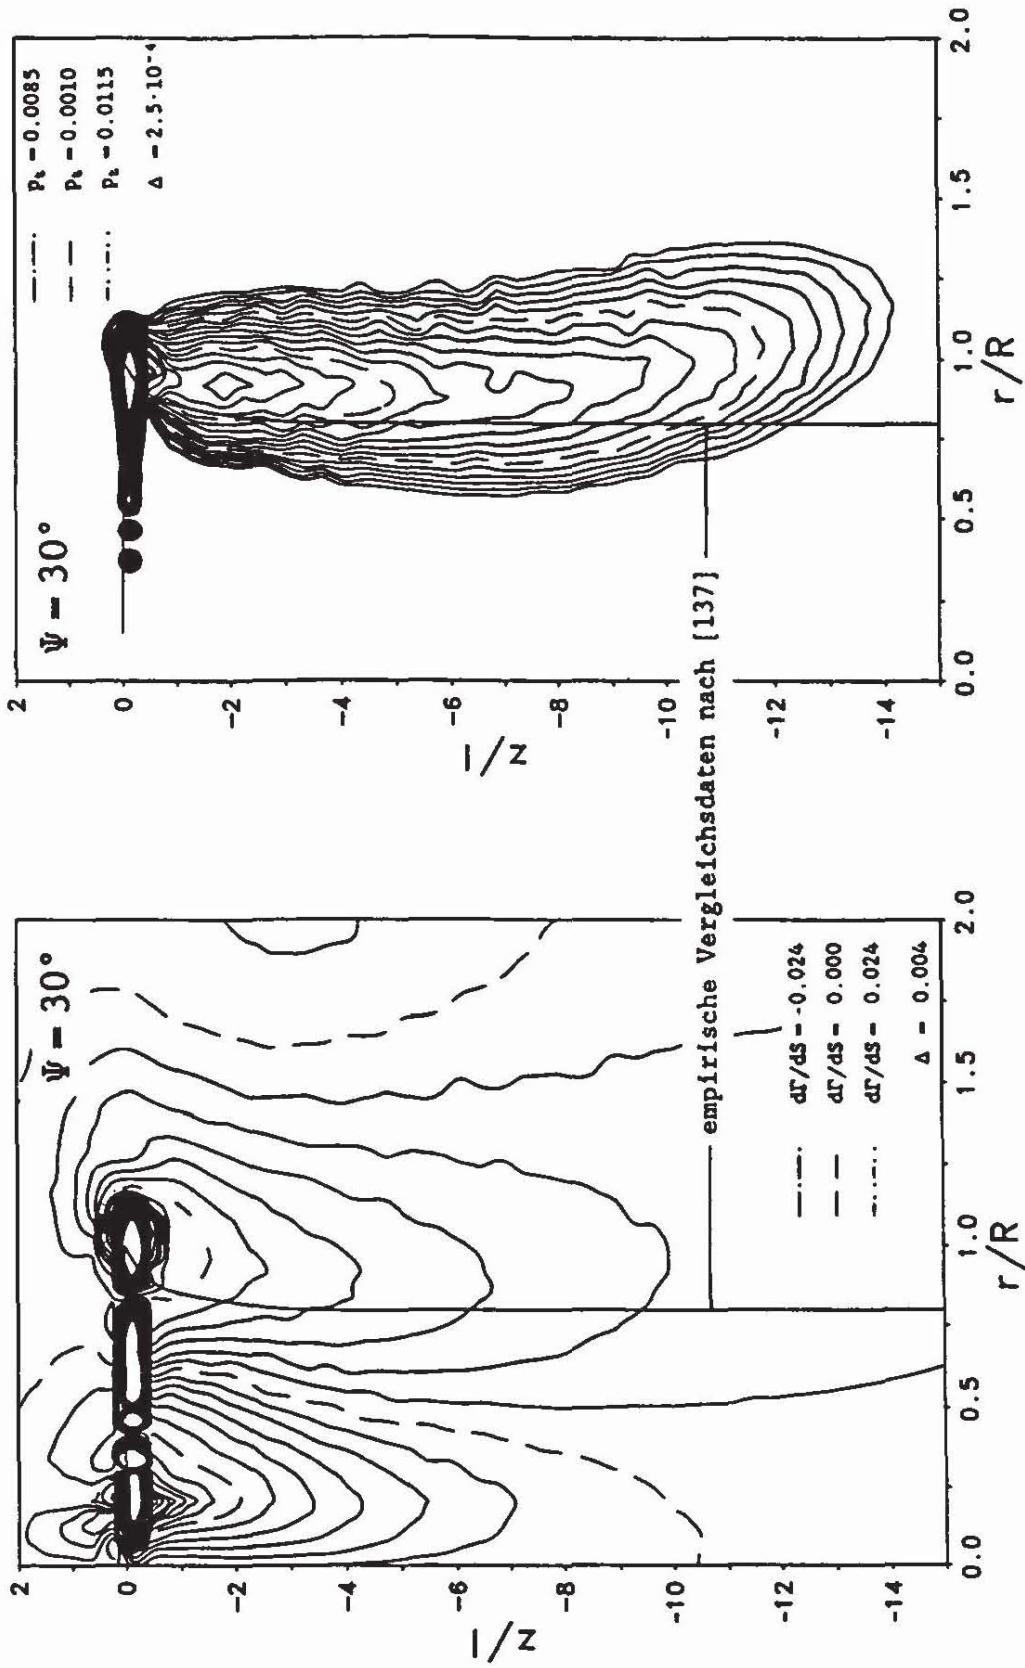 Ψ = 30°
2
0
-2
-4
-6
-8
-10
-12
-14
z/l
0.0
0.5
1.0
1.5
2.0
r/R
dΓ/dS = -0.024
dΓ/dS = 0.000
dΓ/dS = 0.024
Δ = 0.004
empirische Vergleichsdaten nach [137]
Ψ = 30°
Pt = 0.0085
Pt = 0.0010
Pt = 0.0115
Δ = 2.5·10⁻⁴
2
0
-2
-4
-6
-8
-10
-12
-14
z/l
0.0
0.5
1.0
1.5
2.0
r/R